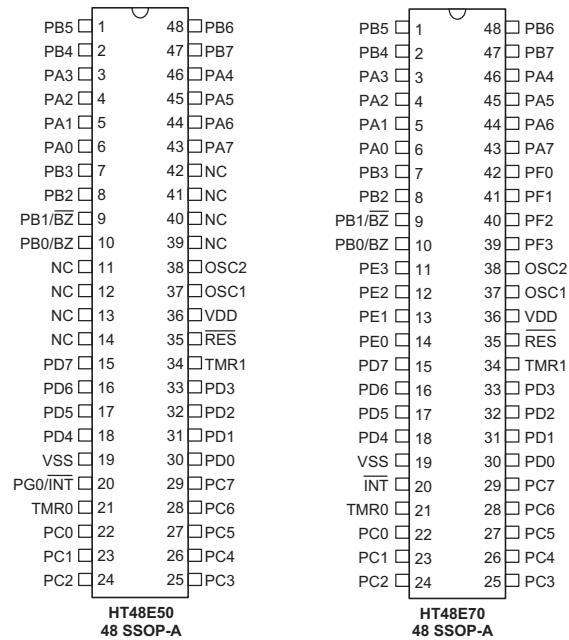 PB5 1 48 PB6
PB4 2 47 PB7
PA3 3 46 PA4
PA2 4 45 PA5
PA1 5 44 PA6
PA0 6 43 PA7
PB3 7 42 NC
PB2 8 41 NC
PB1/B̅Z̅ 9 40 NC
PB0/BZ 10 39 NC
NC 11 38 OSC2
NC 12 37 OSC1
NC 13 36 VDD
NC 14 35 R̅E̅S̅
PD7 15 34 TMR1
PD6 16 33 PD3
PD5 17 32 PD2
PD4 18 31 PD1
VSS 19 30 PD0
PG0/I̅N̅T̅ 20 29 PC7
TMR0 21 28 PC6
PC0 22 27 PC5
PC1 23 26 PC4
PC2 24 25 PC3
HT48E50
48 SSOP-A
PB5 1 48 PB6
PB4 2 47 PB7
PA3 3 46 PA4
PA2 4 45 PA5
PA1 5 44 PA6
PA0 6 43 PA7
PB3 7 42 PF0
PB2 8 41 PF1
PB1/B̅Z̅ 9 40 PF2
PB0/BZ 10 39 PF3
PE3 11 38 OSC2
PE2 12 37 OSC1
PE1 13 36 VDD
PE0 14 35 R̅E̅S̅
PD7 15 34 TMR1
PD6 16 33 PD3
PD5 17 32 PD2
PD4 18 31 PD1
VSS 19 30 PD0
I̅N̅T̅ 20 29 PC7
TMR0 21 28 PC6
PC0 22 27 PC5
PC1 23 26 PC4
PC2 24 25 PC3
HT48E70
48 SSOP-A